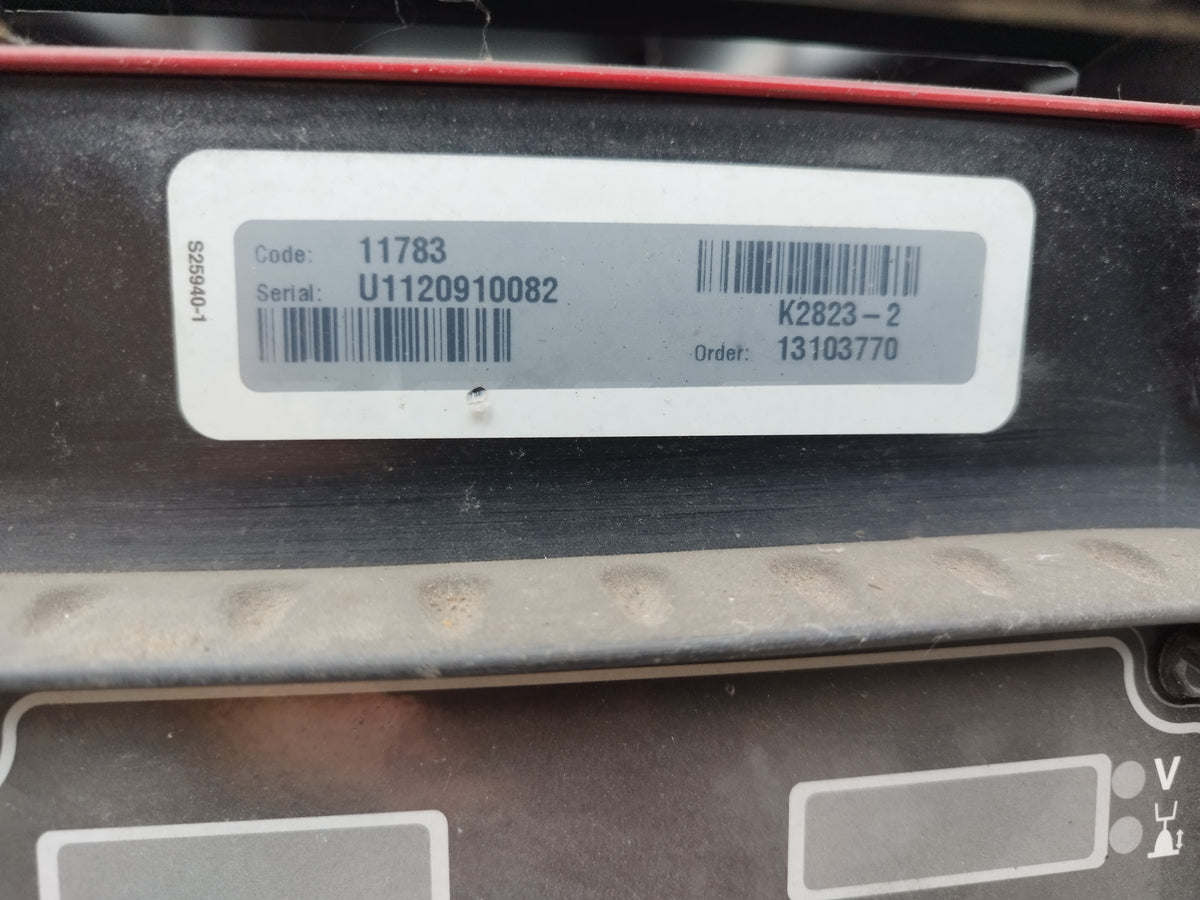 S25940-1
Code: 11783
Serial: U1120910082
K2823-2
Order: 13103770
V